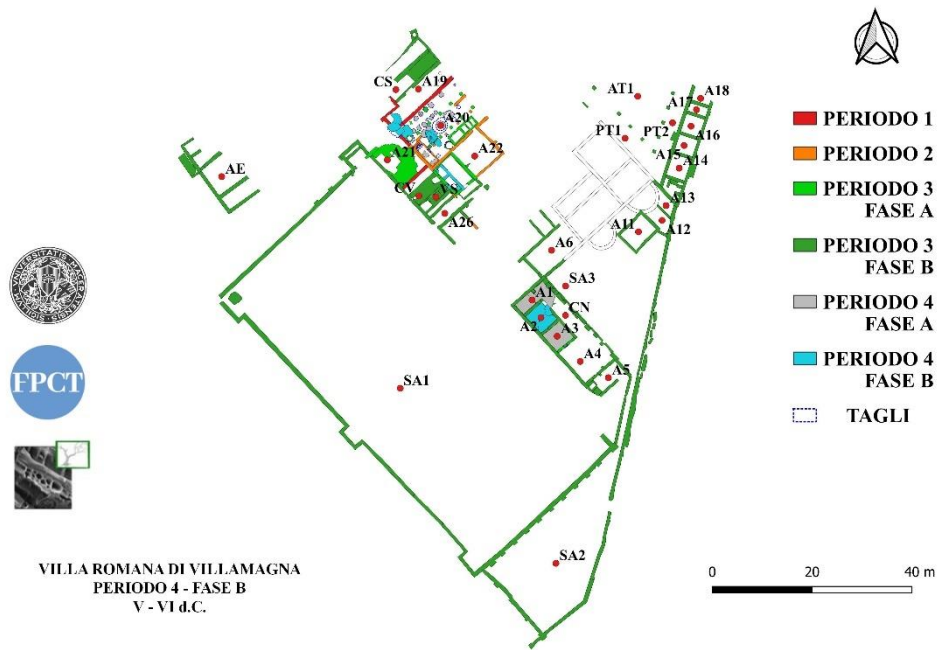 CS
A19
A20
A21
A22
CV
VS
A26
AE
AT1
PT1
PT2
A17
A18
A16
A15
A14
A13
A12
A11
A6
SA3
A1
CN
A2
A3
A4
A5
SA1
SA2
PERIODO 1
PERIODO 2
PERIODO 3
FASE A
PERIODO 3
FASE B
PERIODO 4
FASE A
PERIODO 4
FASE B
TAGLI
FPCT
VILLA ROMANA DI VILLAMAGNA
PERIODO 4 - FASE B
V - VI d.C.
0 20 40 m